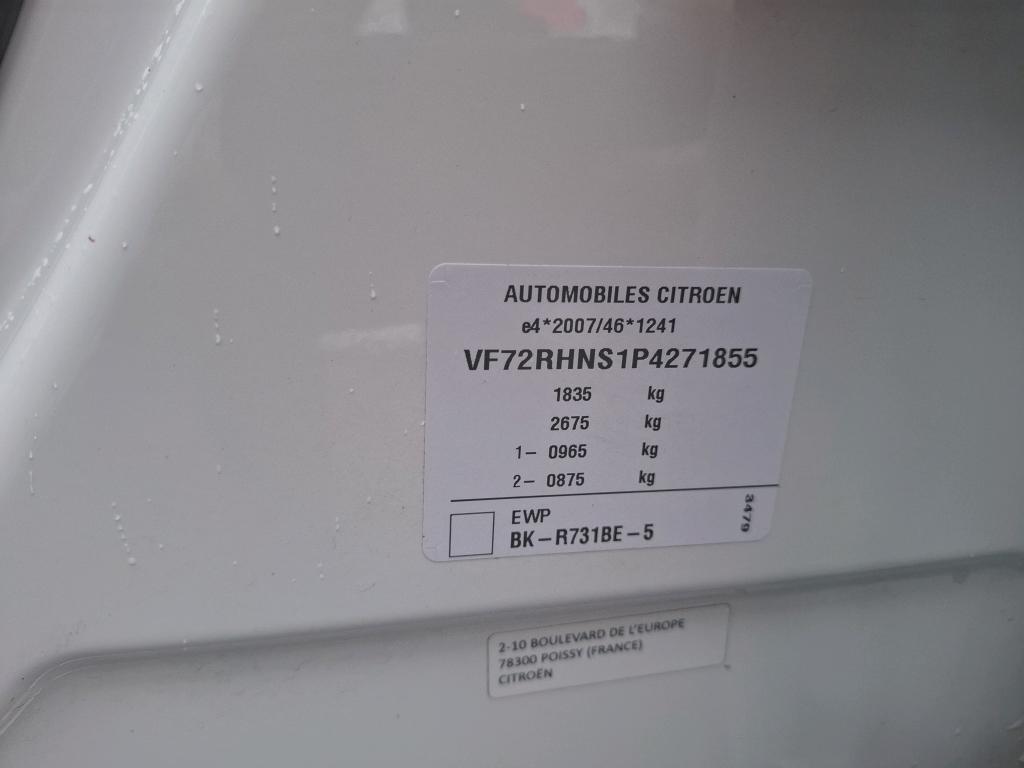 AUTOMOBILES CITROEN
e4*2007/46*1241
VF72RHNS1P4271855
1835 kg
2675 kg
1– 0965 kg
2– 0875 kg
EWP
BK–R731BE–5
3479
2-10 BOULEVARD DE L'EUROPE
78300 POISSY (FRANCE)
CITROËN